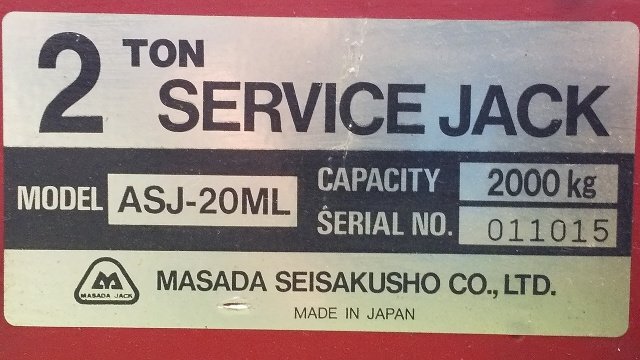 2 TON
SERVICE JACK
MODEL ASJ-20ML
CAPACITY 2000 kg
SERIAL NO. 011015
MASADA JACK
MASADA SEISAKUSHO CO., LTD.
MADE IN JAPAN